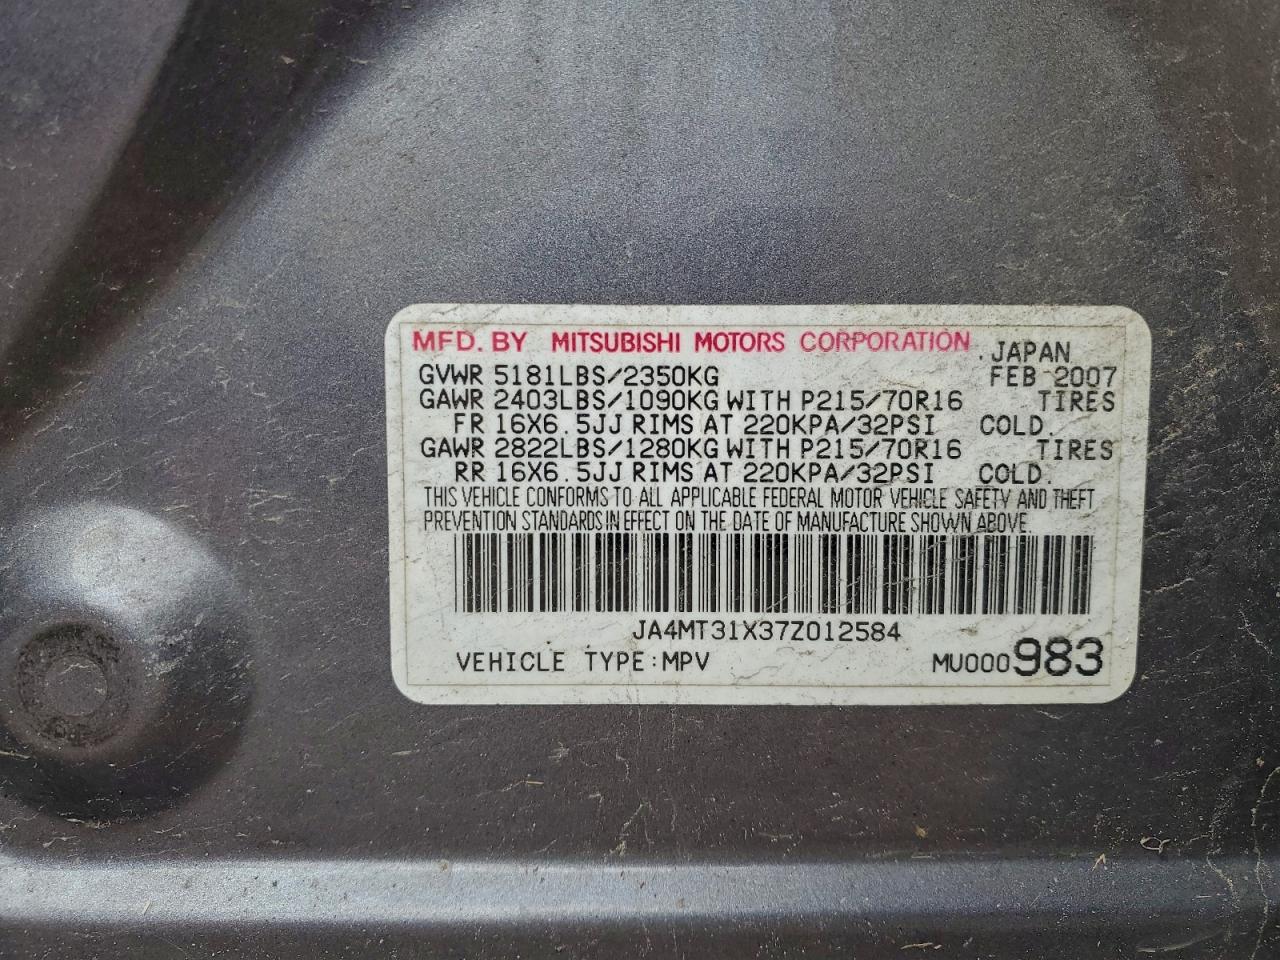 MFD. BY MITSUBISHI MOTORS CORPORATION
JAPAN
GVWR 5181LBS/2350KG FEB 2007
GAWR 2403LBS/1090KG WITH P215/70R16 TIRES
FR 16X6.5JJ RIMS AT 220KPA/32PSI COLD.
GAWR 2822LBS/1280KG WITH P215/70R16 TIRES
RR 16X6.5JJ RIMS AT 220KPA/32PSI COLD.
THIS VEHICLE CONFORMS TO ALL APPLICABLE FEDERAL MOTOR VEHICLE SAFETY AND THEFT
PREVENTION STANDARDS IN EFFECT ON THE DATE OF MANUFACTURE SHOWN ABOVE.
JA4MT31X37Z012584
VEHICLE TYPE:MPV MU000983